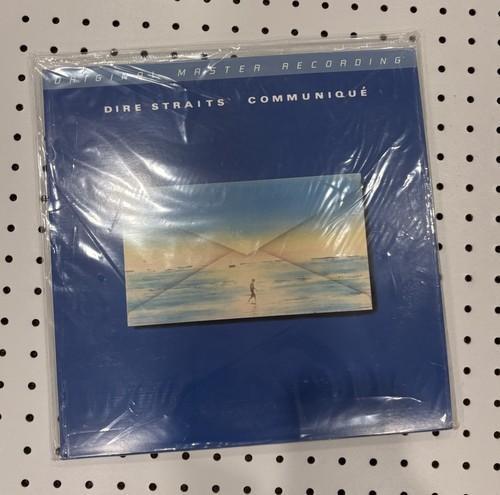 ORIGINAL MASTER RECORDING
DIRE STRAITS COMMUNIQUÉ